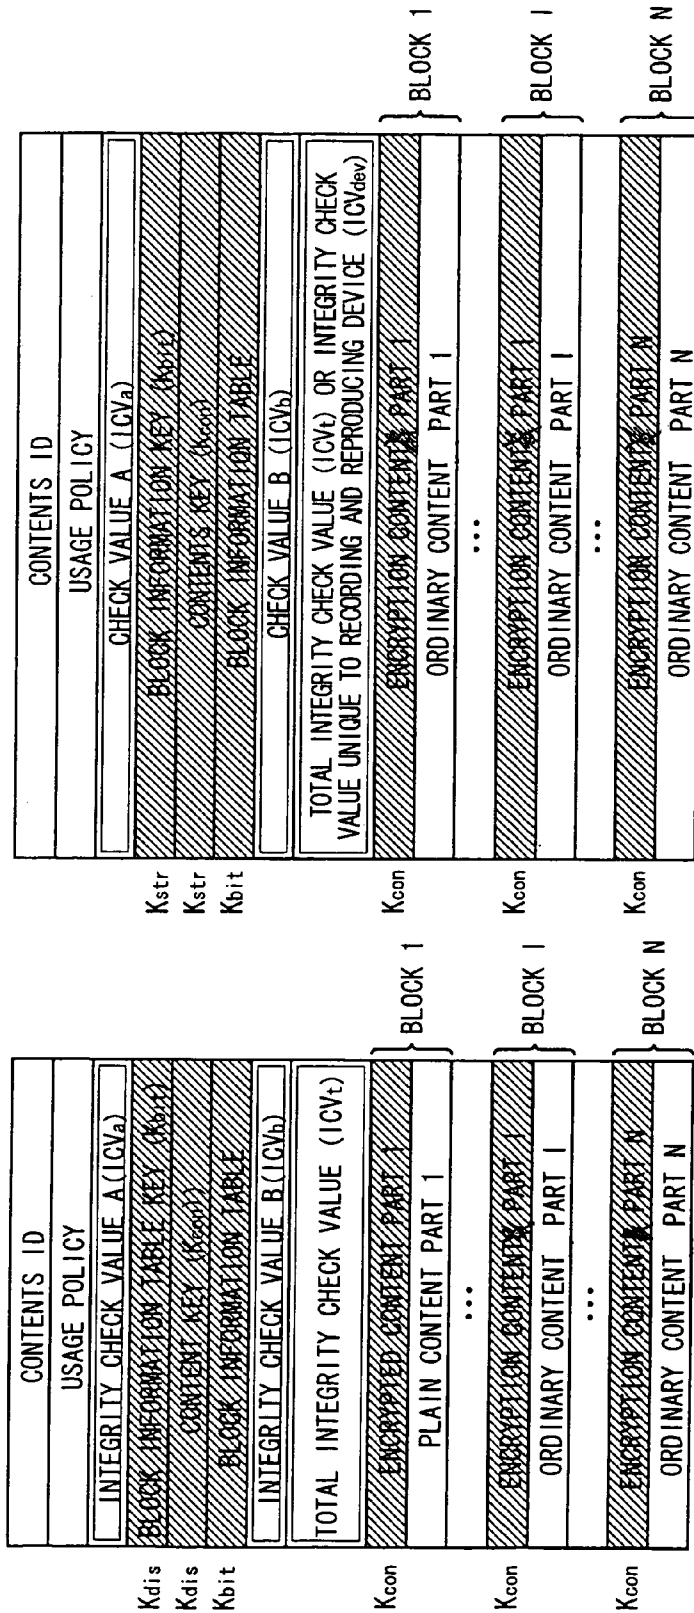 CONTENTS ID
USAGE POLICY
INTEGRITY CHECK VALUE A (ICVa)
Kdis BLOCK INFORMATION TABLE KEY (Kbit)
Kdis CONTENT KEY (Kcon)
Kbit BLOCK INFORMATION TABLE
INTEGRITY CHECK VALUE B (ICVb)
TOTAL INTEGRITY CHECK VALUE (ICVt)
Kcon ENCRYPTED CONTENT PART 1
PLAIN CONTENT PART 1
BLOCK 1
...
Kcon ENCRYPTION CONTENTS PART I
ORDINARY CONTENT PART I
BLOCK I
...
Kcon ENCRYPTION CONTENTS PART N
ORDINARY CONTENT PART N
BLOCK N
CONTENTS ID
USAGE POLICY
CHECK VALUE A (ICVa)
Kstr BLOCK INFORMATION KEY (Kbit)
Kstr CONTENTS KEY (Kcon)
Kbit BLOCK INFORMATION TABLE
CHECK VALUE B (ICVb)
TOTAL INTEGRITY CHECK VALUE (ICVt) OR INTEGRITY CHECK
VALUE UNIQUE TO RECORDING AND REPRODUCING DEVICE (ICVdev)
Kcon ENCRYPTION CONTENTS PART 1
ORDINARY CONTENT PART 1
BLOCK 1
...
Kcon ENCRYPTION CONTENTS PART I
ORDINARY CONTENT PART I
BLOCK I
...
Kcon ENCRYPTION CONTENTS PART N
ORDINARY CONTENT PART N
BLOCK N